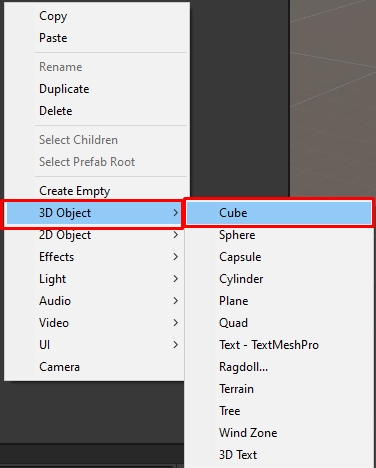 Copy
Paste
Rename
Duplicate
Delete
Select Children
Select Prefab Root
Create Empty
3D Object
2D Object
Effects
Light
Audio
Video
UI
Camera
Cube
Sphere
Capsule
Cylinder
Plane
Quad
Text - TextMeshPro
Ragdoll...
Terrain
Tree
Wind Zone
3D Text